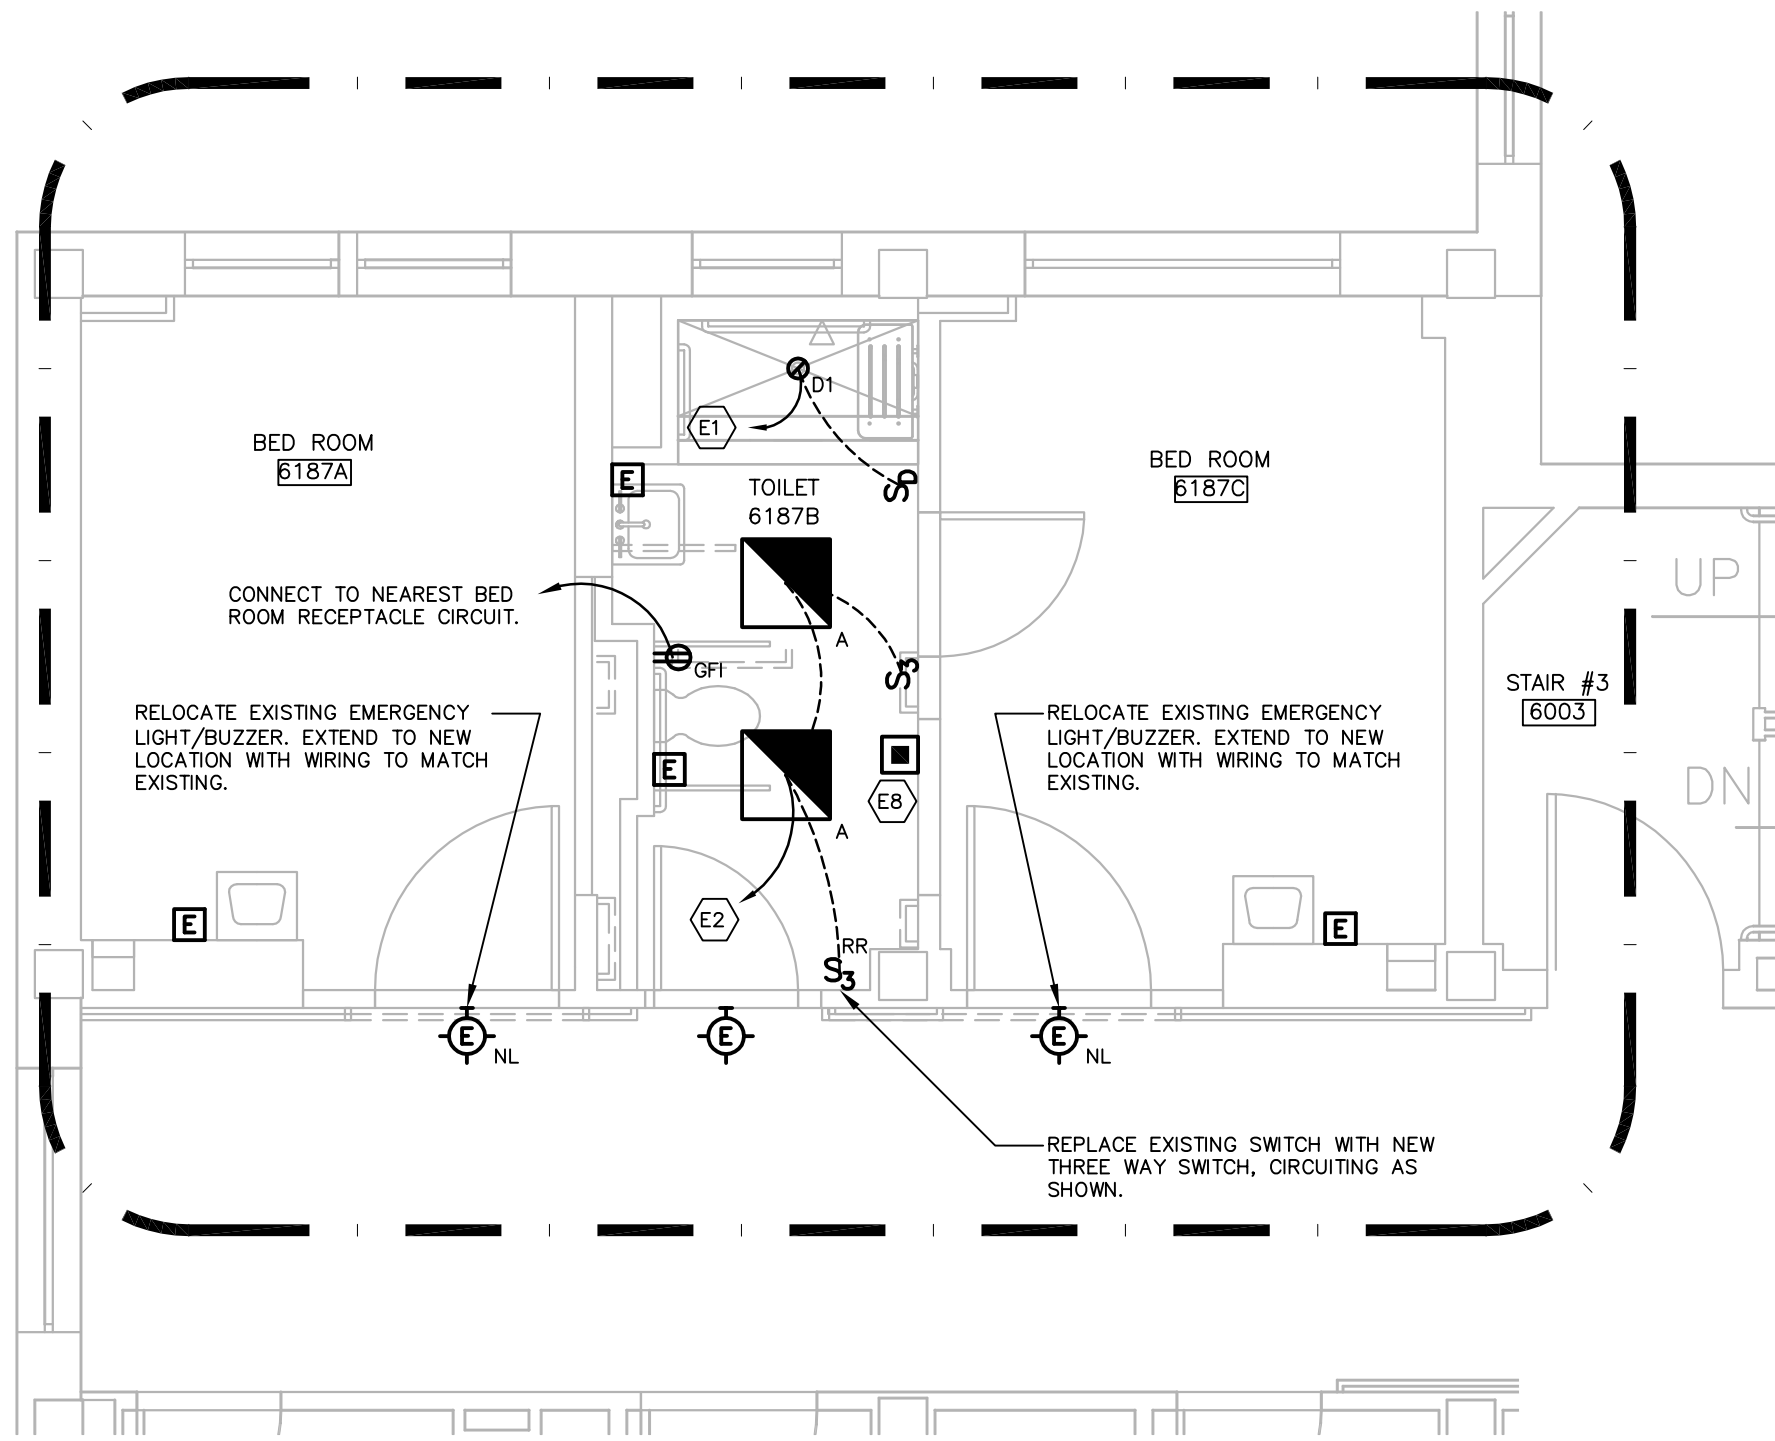 D1
E1
BED ROOM
6187A
E
TOILET
6187B
SD
BED ROOM
6187C
UP
CONNECT TO NEAREST BED
ROOM RECEPTACLE CIRCUIT.
A
GFI
S3
STAIR #3
6003
RELOCATE EXISTING EMERGENCY
LIGHT/BUZZER. EXTEND TO NEW
LOCATION WITH WIRING TO MATCH
EXISTING.
RELOCATE EXISTING EMERGENCY
LIGHT/BUZZER. EXTEND TO NEW
LOCATION WITH WIRING TO MATCH
EXISTING.
E
E8
DN
A
E
E2
E
RR
S3
E
NL
E
E
NL
REPLACE EXISTING SWITCH WITH NEW
THREE WAY SWITCH, CIRCUITING AS
SHOWN.